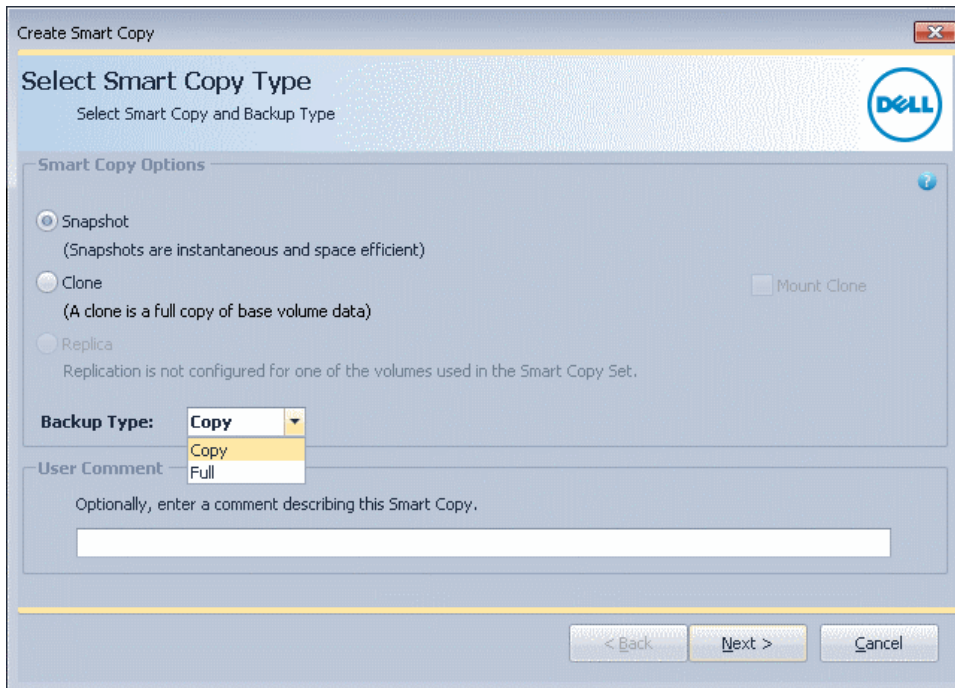 Create Smart Copy
Select Smart Copy Type
Select Smart Copy and Backup Type
DELL
Smart Copy Options
?
Snapshot
(Snapshots are instantaneous and space efficient)
Clone
Mount Clone
(A clone is a full copy of base volume data)
Replica
Replication is not configured for one of the volumes used in the Smart Copy Set.
Backup Type: Copy
Copy
Full
User Comment
Optionally, enter a comment describing this Smart Copy.
< Back Next > Cancel